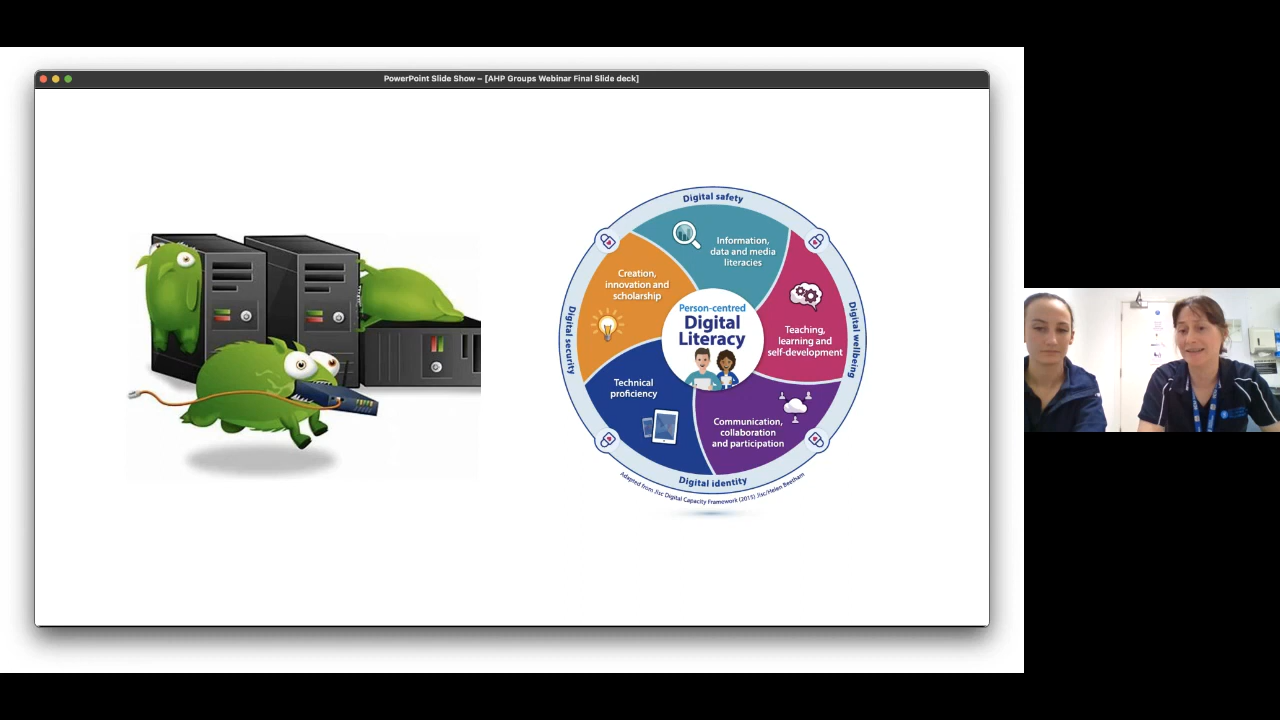 PowerPoint Slide Show – [AHP Groups Webinar Final Slide deck]
Digital safety
Information,
data and media
literacies
Creation,
innovation and
scholarship
Person-centred
Digital
Literacy
Teaching,
learning and
self-development
Digital security
Digital wellbeing
Technical
proficiency
Communication,
collaboration
and participation
Digital identity
Adapted from Jisc Digital Capacity Framework (2015) Jisc/Helen Beetham